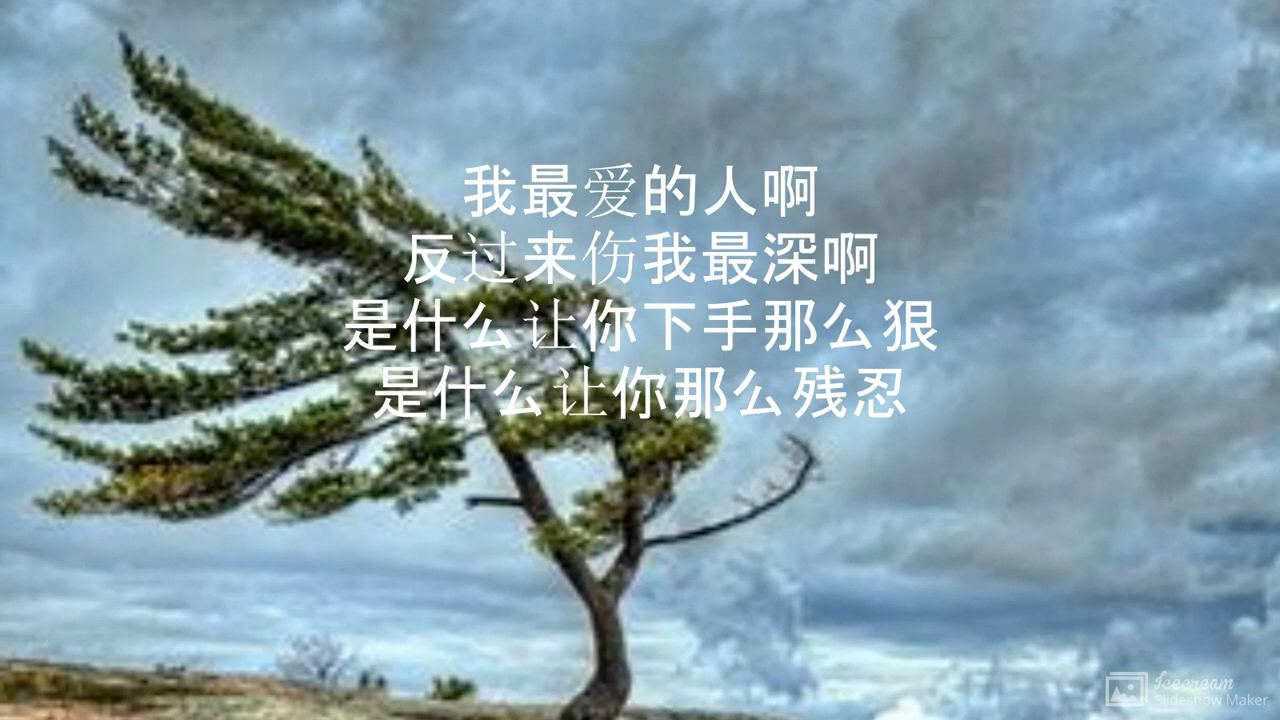 我最爱的人啊
反过来伤我最深啊
是什么让你下手那么狠
是什么让你那么残忍
Icecream
Slideshow Maker